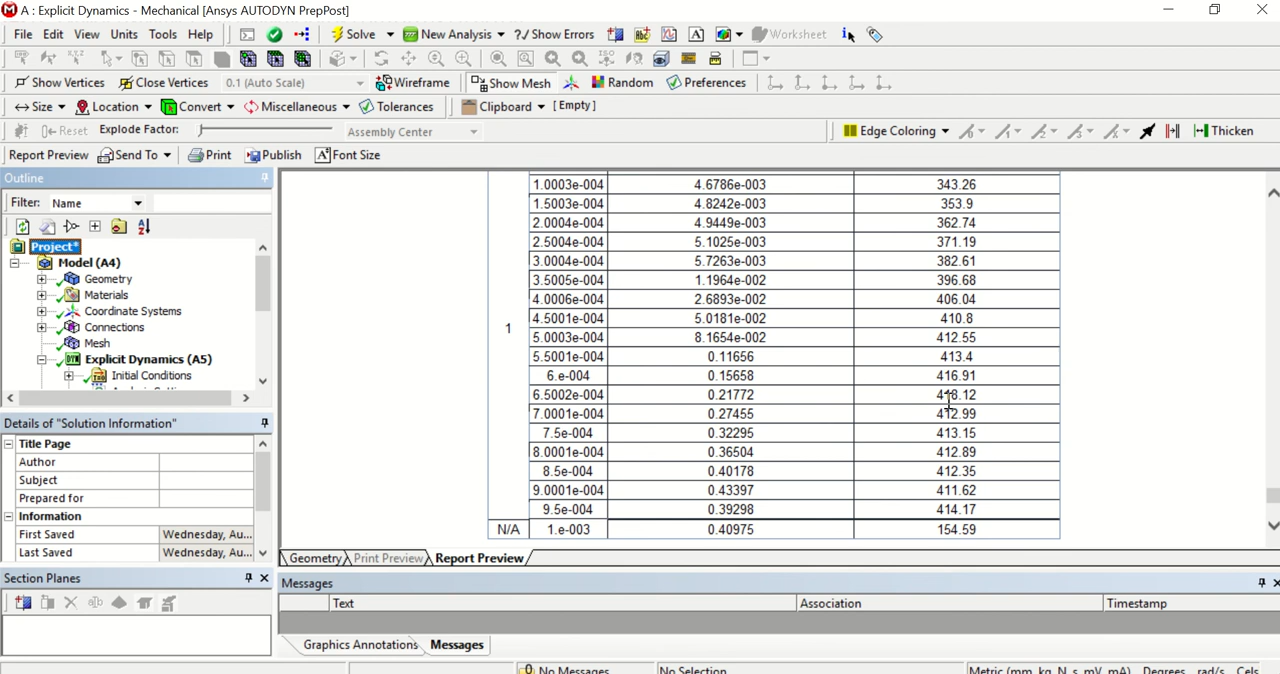 A : Explicit Dynamics - Mechanical [Ansys AUTODYN PrepPost]
File Edit View Units Tools Help Solve New Analysis ?/ Show Errors Worksheet
Show Vertices Close Vertices 0.1 (Auto Scale) Wireframe Show Mesh Random Preferences
Size Location Convert Miscellaneous Tolerances Clipboard [Empty]
Reset Explode Factor: Assembly Center Edge Coloring Thicken
Report Preview Send To Print Publish Font Size
Outline
Filter: Name
Project*
Model (A4)
Geometry
Materials
Coordinate Systems
Connections
Mesh
Explicit Dynamics (A5)
Initial Conditions
Details of "Solution Information"
Title Page
Author
Subject
Prepared for
Information
First Saved Wednesday, Au...
Last Saved Wednesday, Au...
Section Planes
1
1.0003e-004 4.6786e-003 343.26
1.5003e-004 4.8242e-003 353.9
2.0004e-004 4.9449e-003 362.74
2.5004e-004 5.1025e-003 371.19
3.0004e-004 5.7263e-003 382.61
3.5005e-004 1.1964e-002 396.68
4.0006e-004 2.6893e-002 406.04
4.5001e-004 5.0181e-002 410.8
5.0003e-004 8.1654e-002 412.55
5.5001e-004 0.11656 413.4
6.e-004 0.15658 416.91
6.5002e-004 0.21772 418.12
7.0001e-004 0.27455 412.99
7.5e-004 0.32295 413.15
8.0001e-004 0.36504 412.89
8.5e-004 0.40178 412.35
9.0001e-004 0.43397 411.62
9.5e-004 0.39298 414.17
N/A 1.e-003 0.40975 154.59
Geometry Print Preview Report Preview
Messages
Text Association Timestamp
Graphics Annotations Messages
0 No Messages No Selection Metric (mm, kg, N, s, mV, mA) Degrees rad/s Cels